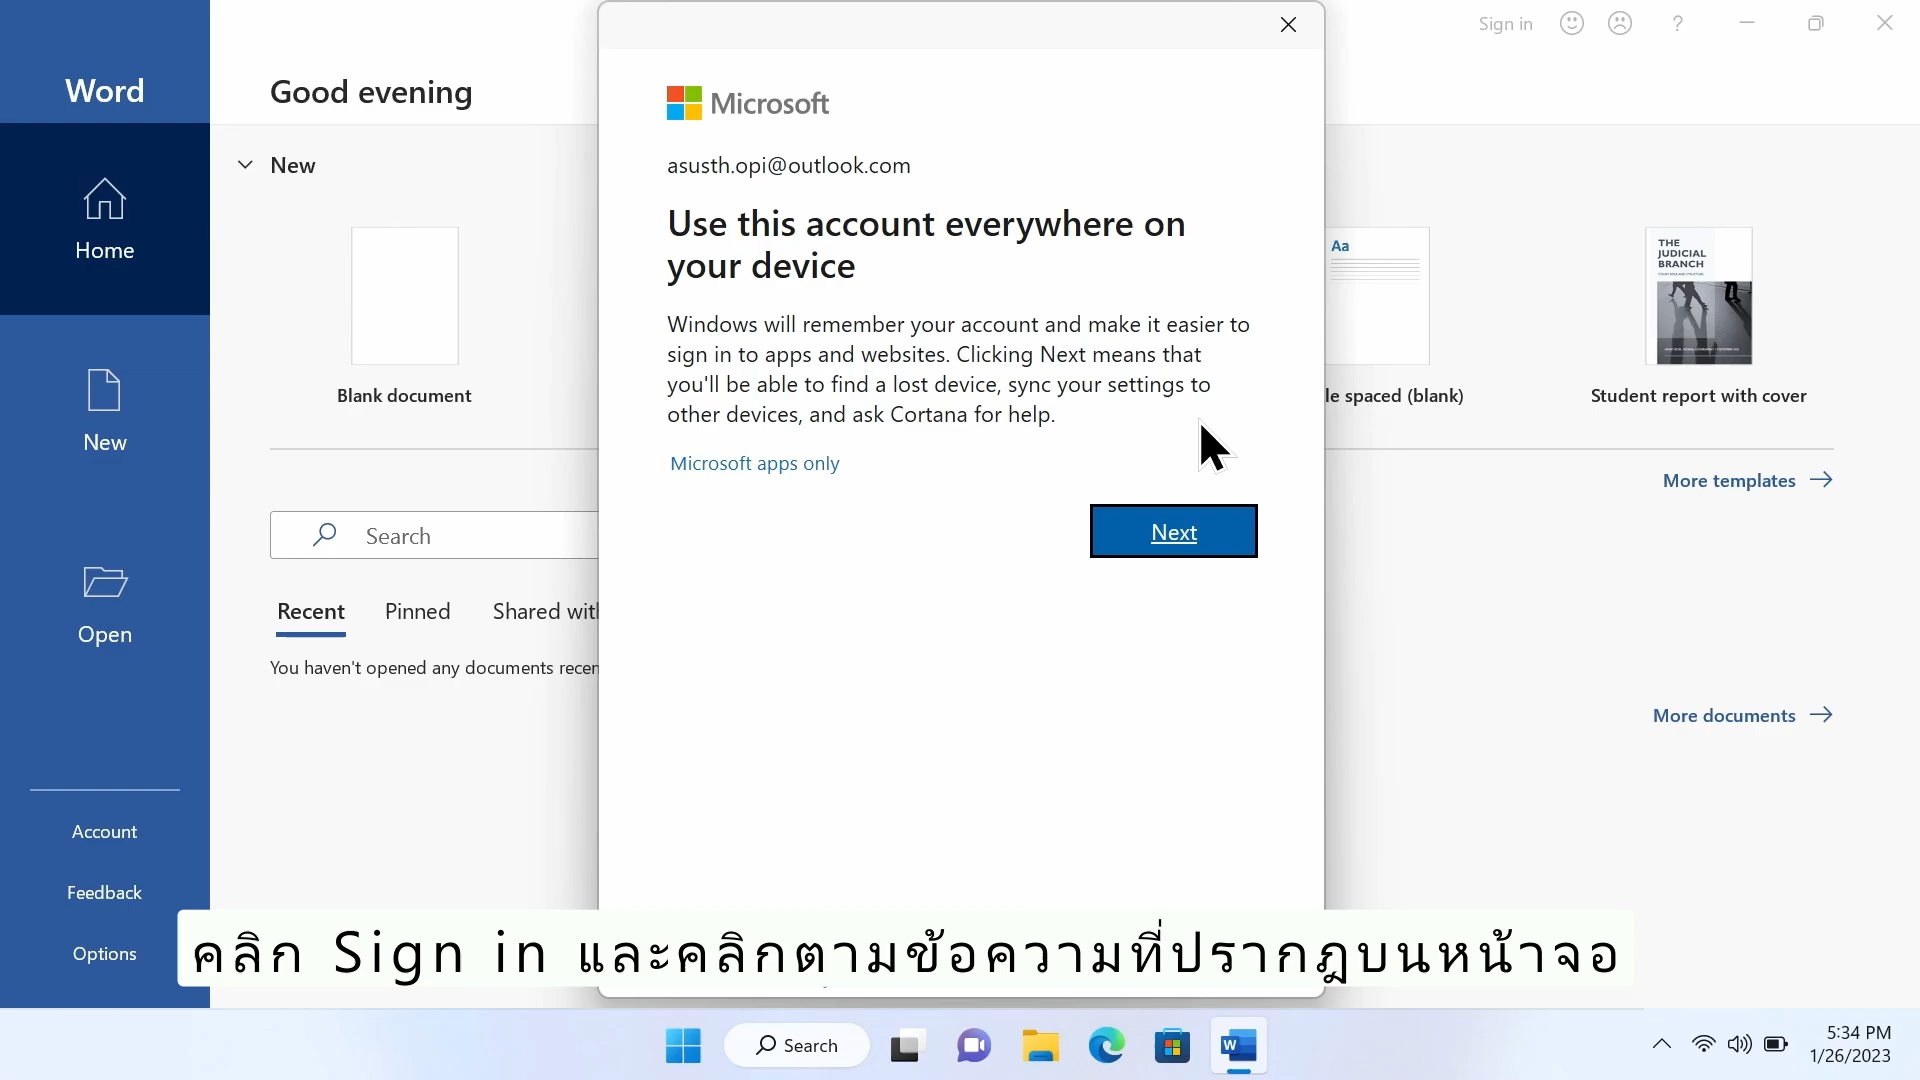 Word
Home
New
Open
Account
Feedback
Options
Good evening
Sign in
?
New
Blank document
Aa
le spaced (blank)
THE
JUDICIAL
BRANCH
Student report with cover
More templates
Search
Recent Pinned Shared with
You haven't opened any documents recen
More documents
Microsoft
asusth.opi@outlook.com
Use this account everywhere on
your device
Windows will remember your account and make it easier to
sign in to apps and websites. Clicking Next means that
you'll be able to find a lost device, sync your settings to
other devices, and ask Cortana for help.
Microsoft apps only
Next
คลิก Sign in และคลิกตามข้อความที่ปรากฎบนหน้าจอ
Search
W
5:34 PM
1/26/2023